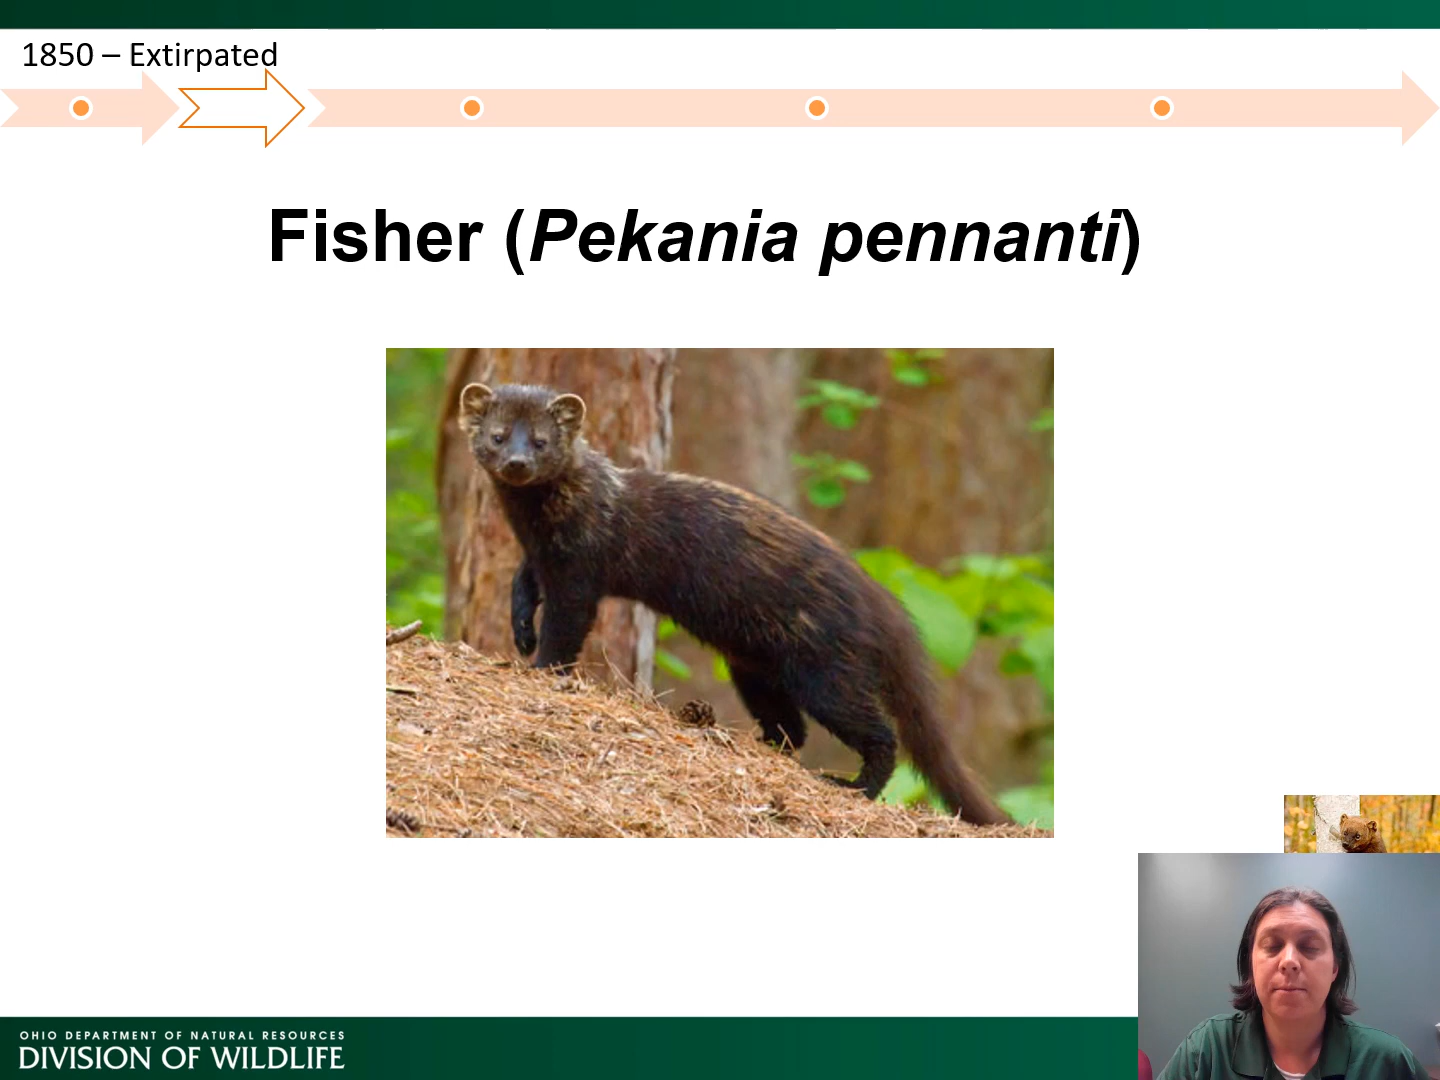 1850 – Extirpated
Fisher (Pekania pennanti)
OHIO DEPARTMENT OF NATURAL RESOURCES
DIVISION OF WILDLIFE